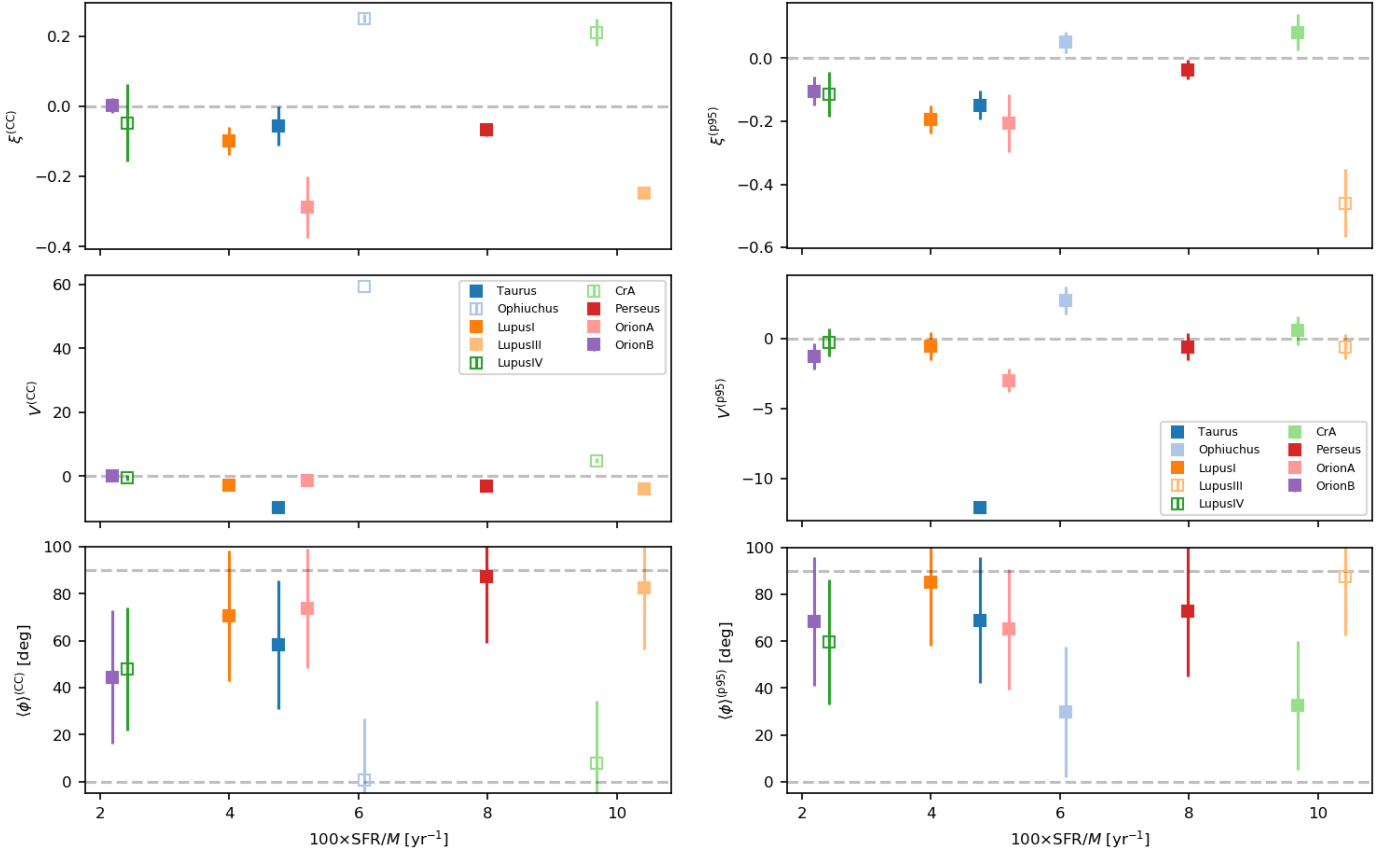 0.2
0.0
−0.2
−0.4
ξ(CC)
0.0
−0.2
−0.4
−0.6
ξ(p95)
60
40
20
0
V(CC)
Taurus
Ophiuchus
LupusI
LupusIII
LupusIV
CrA
Perseus
OrionA
OrionB
0
−5
−10
V(p95)
Taurus
Ophiuchus
LupusI
LupusIII
LupusIV
CrA
Perseus
OrionA
OrionB
100
80
60
40
20
0
⟨ϕ⟩(CC) [deg]
2 4 6 8 10
100×SFR/M [yr−1]
100
80
60
40
20
0
⟨ϕ⟩(p95) [deg]
2 4 6 8 10
100×SFR/M [yr−1]